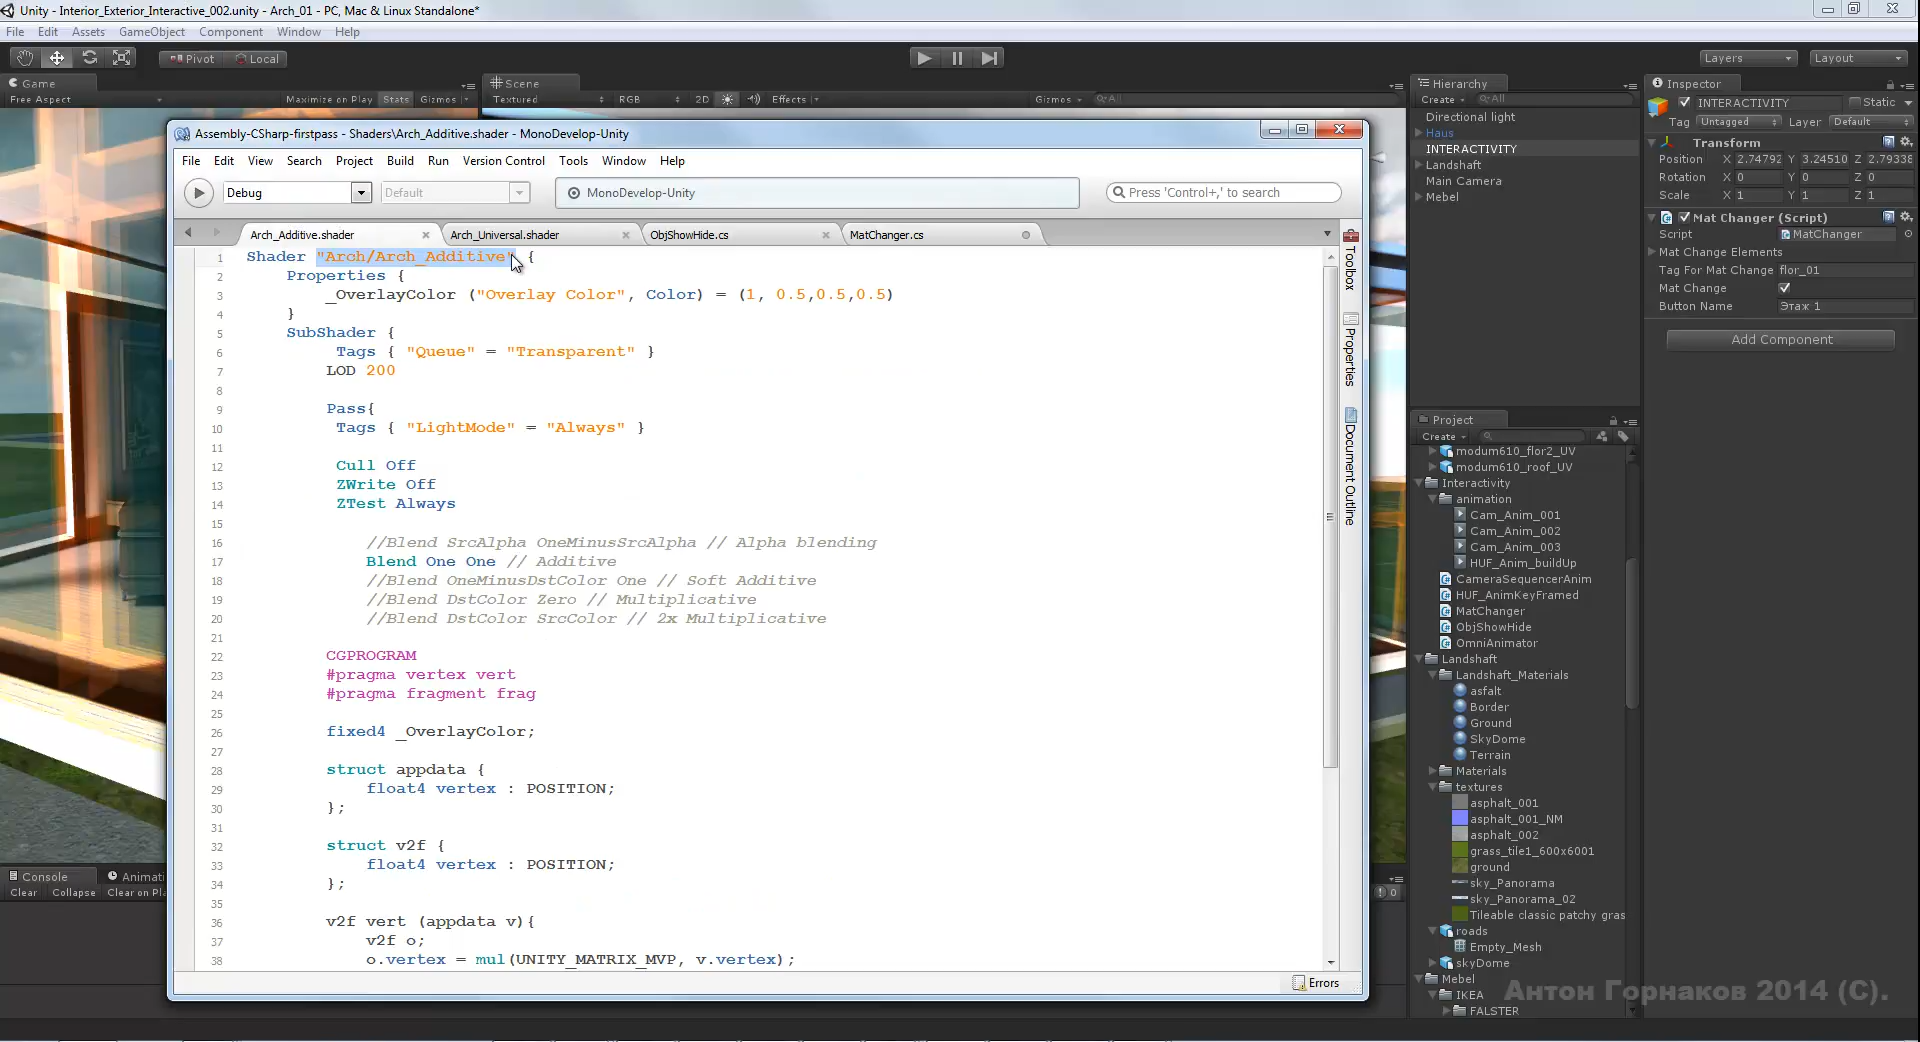 Unity - Interior_Exterior_Interactive_002.unity - Arch_01 - PC, Mac & Linux Standalone*
File Edit Assets GameObject Component Window Help
Pivot Local Layers Layout
Game Scene Hierarchy Inspector
Free Aspect Maximize on Play Stats Gizmos Textured RGB 2D Effects Gizmos All Create All INTERACTIVITY Static
Tag Untagged Layer Default
Directional light
Haus
INTERACTIVITY
Landshaft
Main Camera
Mebel
Transform
Position X 2.74792 Y 3.24510 Z 2.79338
Rotation X 0 Y 0 Z 0
Scale X 1 Y 1 Z 1
Mat Changer (Script)
Script MatChanger
Mat Change Elements
Tag For Mat Change flor_01
Mat Change
Button Name Этаж 1
Add Component
Assembly-CSharp-firstpass - Shaders\Arch_Additive.shader - MonoDevelop-Unity
File Edit View Search Project Build Run Version Control Tools Window Help
Debug Default MonoDevelop-Unity Press 'Control+,' to search
Arch_Additive.shader Arch_Universal.shader ObjShowHide.cs MatChanger.cs
1 Shader "Arch/Arch_Additive" {
2 Properties {
3 _OverlayColor ("Overlay Color", Color) = (1, 0.5,0.5,0.5)
4 }
5 SubShader {
6 Tags { "Queue" = "Transparent" }
7 LOD 200
8
9 Pass{
10 Tags { "LightMode" = "Always" }
11
12 Cull Off
13 ZWrite Off
14 ZTest Always
15
16 //Blend SrcAlpha OneMinusSrcAlpha // Alpha blending
17 Blend One One // Additive
18 //Blend OneMinusDstColor One // Soft Additive
19 //Blend DstColor Zero // Multiplicative
20 //Blend DstColor SrcColor // 2x Multiplicative
21
22 CGPROGRAM
23 #pragma vertex vert
24 #pragma fragment frag
25
26 fixed4 _OverlayColor;
27
28 struct appdata {
29 float4 vertex : POSITION;
30 };
31
32 struct v2f {
33 float4 vertex : POSITION;
34 };
35
36 v2f vert (appdata v){
37 v2f o;
38 o.vertex = mul(UNITY_MATRIX_MVP, v.vertex);
Errors
Toolbox
Properties
Document Outline
Console Animati
Clear Collapse Clear on Pla
0
Project
Create
modum610_flor2_UV
modum610_roof_UV
Interactivity
animation
Cam_Anim_001
Cam_Anim_002
Cam_Anim_003
HUF_Anim_buildUp
CameraSequencerAnim
HUF_AnimKeyFramed
MatChanger
ObjShowHide
OmniAnimator
Landshaft
Landshaft_Materials
asfalt
Border
Ground
SkyDome
Terrain
Materials
textures
asphalt_001
asphalt_001_NM
asphalt_002
grass_tile1_600x6001
ground
sky_Panorama
sky_Panorama_02
Tileable classic patchy gras
roads
Empty_Mesh
skyDome
Mebel
IKEA
FALSTER
Антон Горнаков 2014 (С).